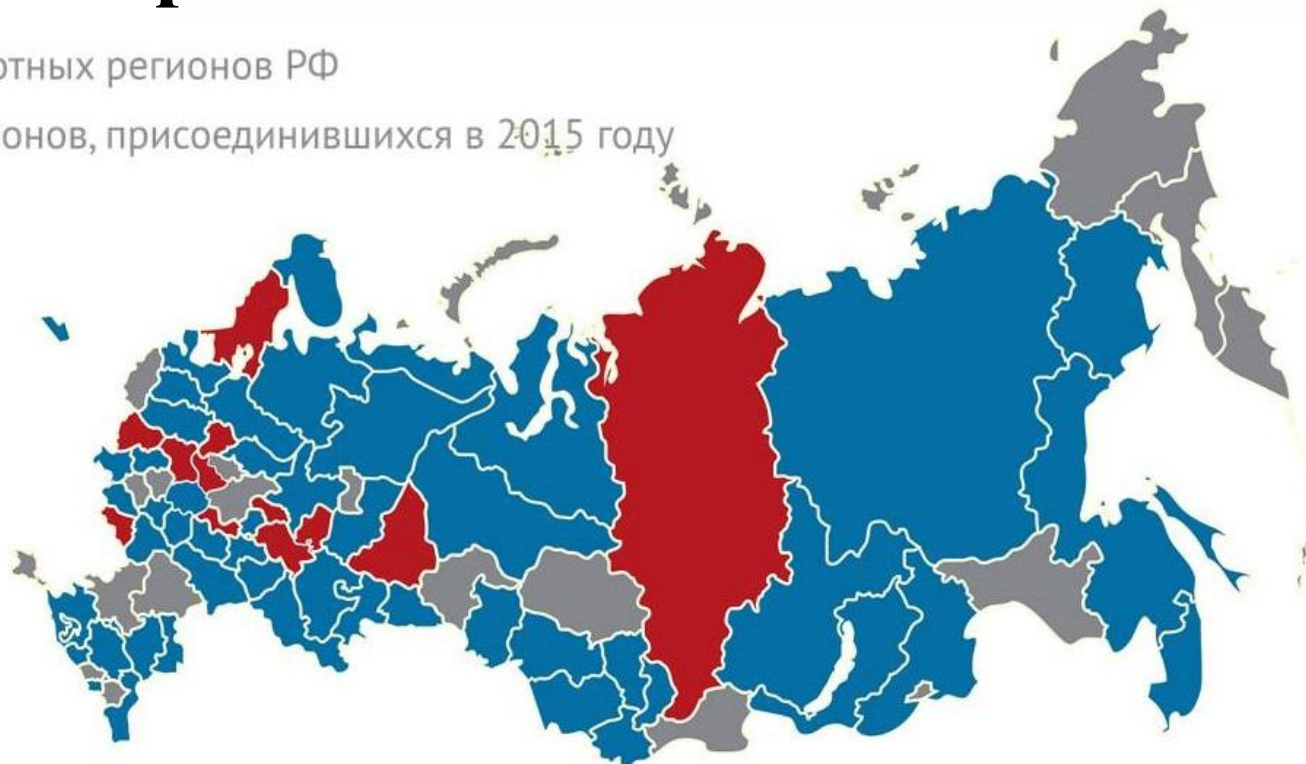 отных регионов РФ
онов, присоединившихся в 2015 году